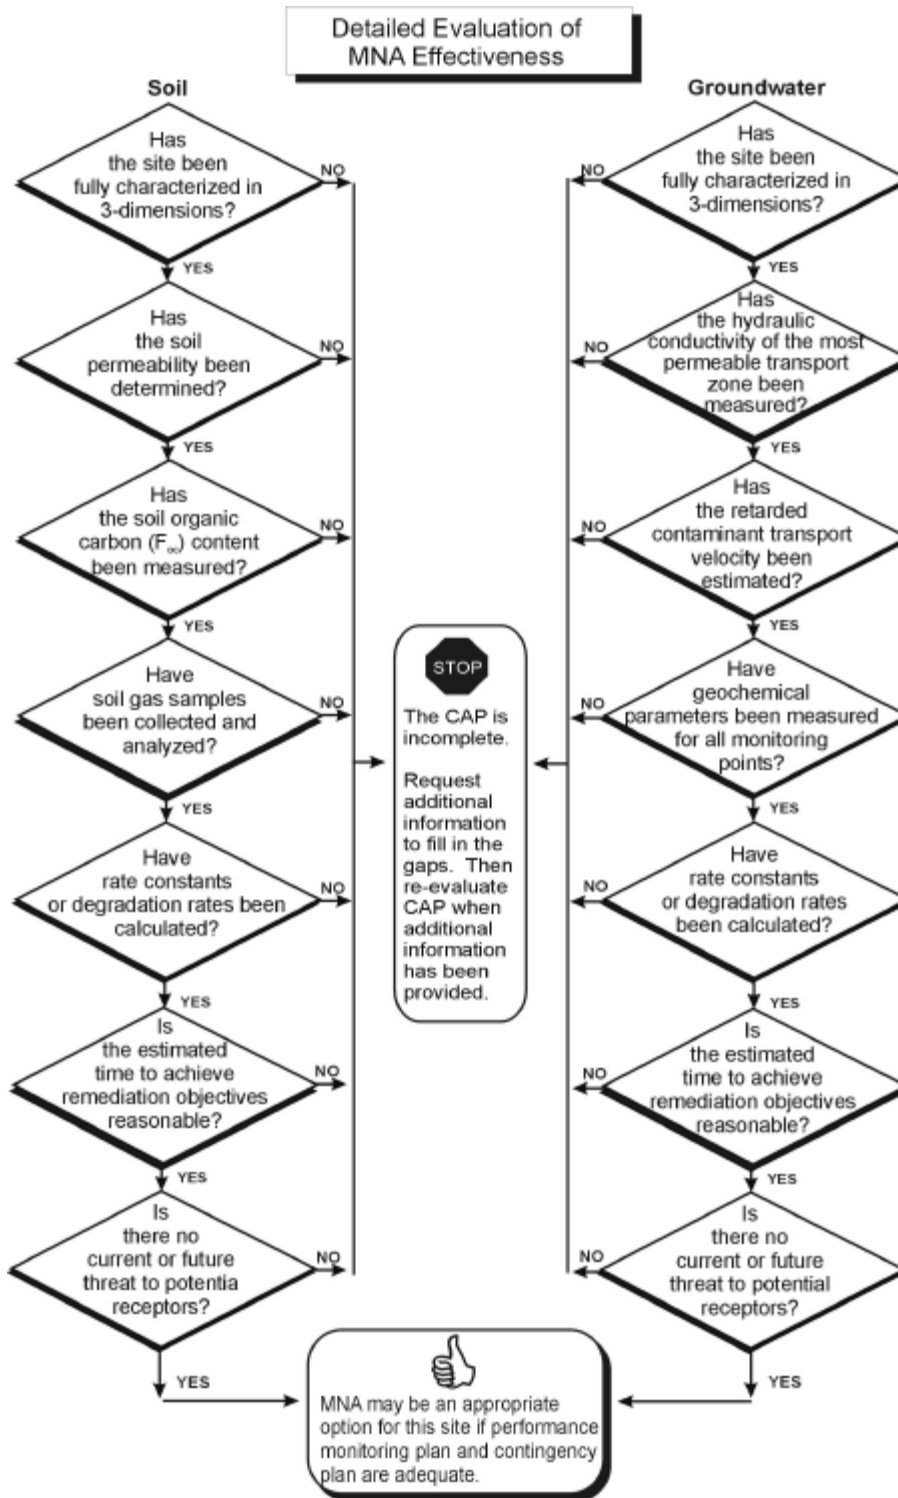 Detailed Evaluation of
MNA Effectiveness
Soil
Has
the site been
fully characterized in
3-dimensions?
NO
YES
Has
the soil
permeability been
determined?
NO
YES
Has
the soil organic
carbon (F∞) content
been measured?
NO
YES
Have
soil gas samples
been collected and
analyzed?
NO
YES
Have
rate constants
or degradation rates been
calculated?
NO
YES
Is
the estimated
time to achieve
remediation objectives
reasonable?
NO
YES
Is
there no
current or future
threat to potentia
receptors?
NO
YES
STOP
The CAP is
incomplete.
Request
additional
information
to fill in the
gaps. Then
re-evaluate
CAP when
additional
information
has been
provided.
Groundwater
Has
the site been
fully characterized in
3-dimensions?
NO
YES
Has
the hydraulic
conductivity of the most
permeable transport
zone been
measured?
NO
YES
Has
the retarded
contaminant transport
velocity been
estimated?
NO
YES
Have
geochemical
parameters been measured
for all monitoring
points?
NO
YES
Have
rate constants
or degradation rates
been calculated?
NO
YES
Is
the estimated
time to achieve
remediation objectives
reasonable?
NO
YES
Is
there no
current or future
threat to potential
receptors?
NO
YES
MNA may be an appropriate
option for this site if performance
monitoring plan and contingency
plan are adequate.